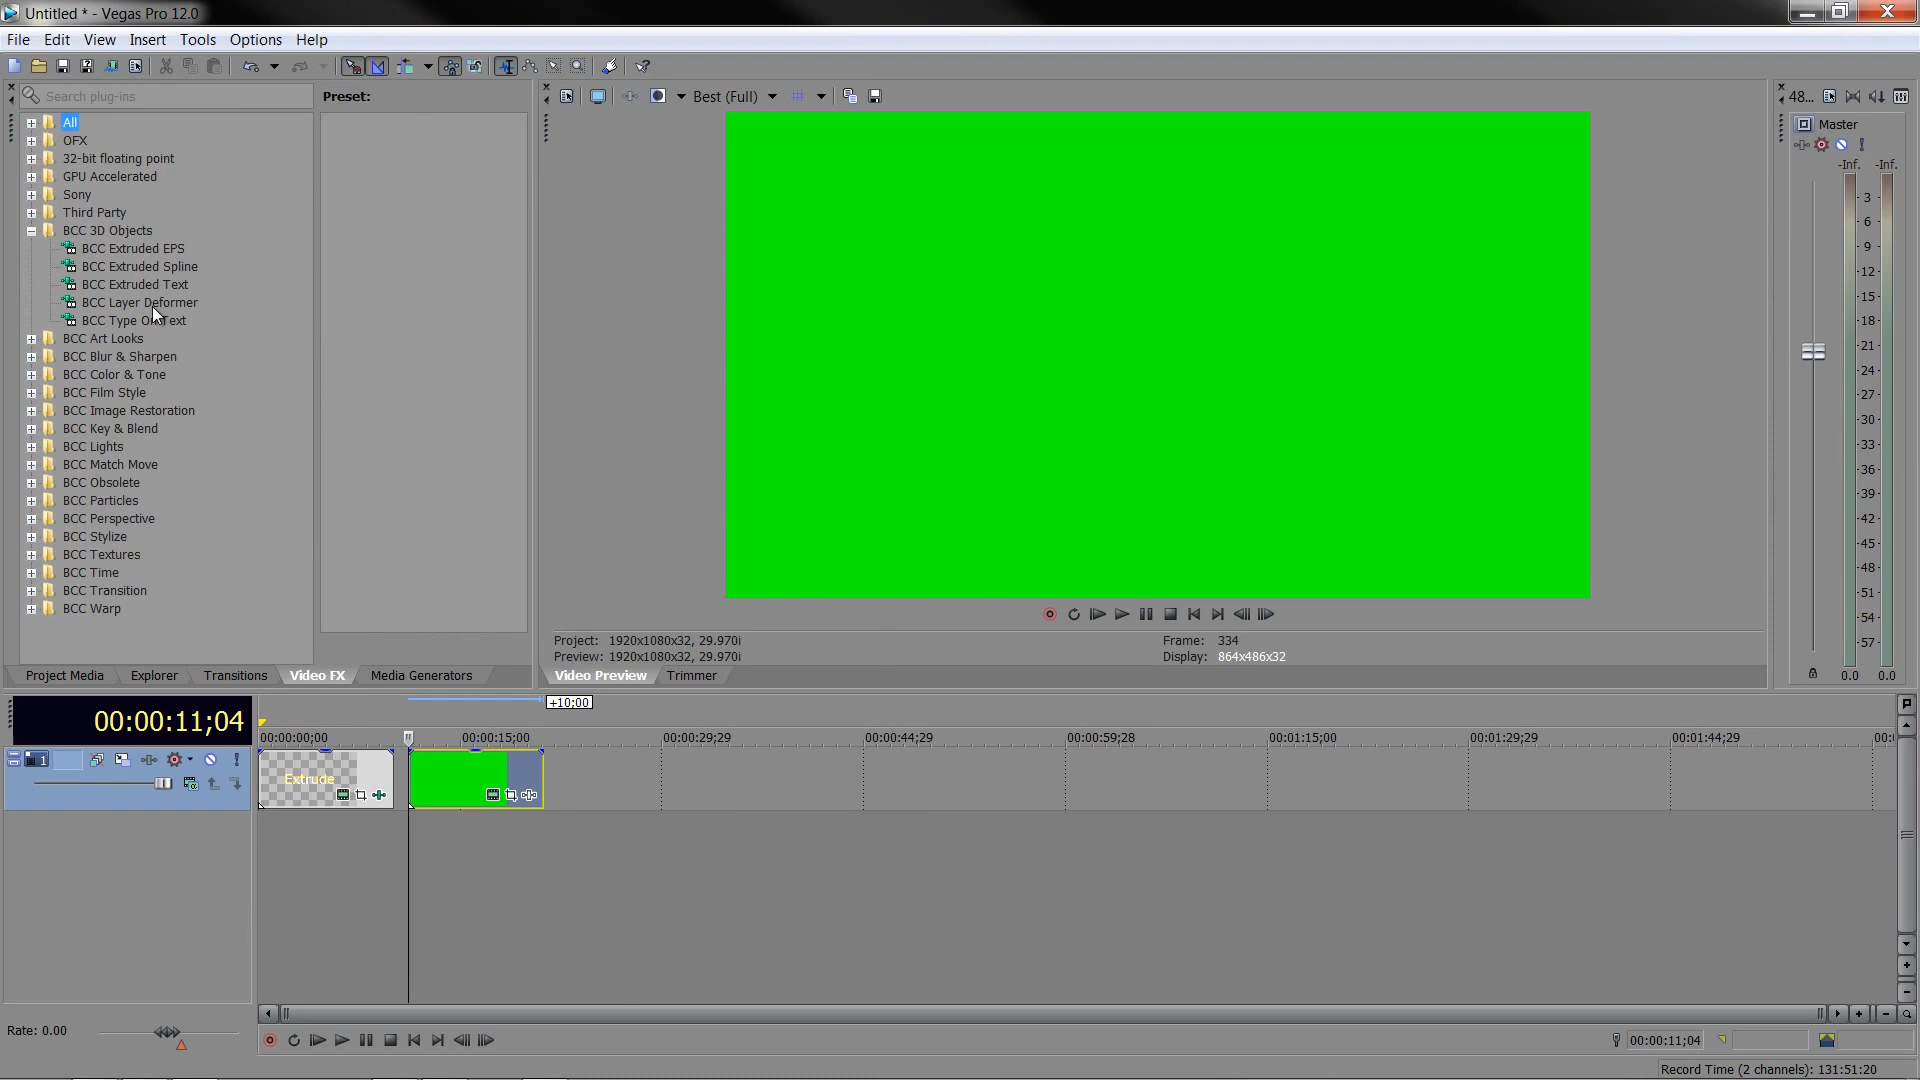 Untitled * - Vegas Pro 12.0
File Edit View Insert Tools Options Help
Search plug-ins
Preset:
Best (Full)
48...
All
OFX
32-bit floating point
GPU Accelerated
Sony
Third Party
BCC 3D Objects
BCC Extruded EPS
BCC Extruded Spline
BCC Extruded Text
BCC Layer Deformer
BCC Type On Text
BCC Art Looks
BCC Blur & Sharpen
BCC Color & Tone
BCC Film Style
BCC Image Restoration
BCC Key & Blend
BCC Lights
BCC Match Move
BCC Obsolete
BCC Particles
BCC Perspective
BCC Stylize
BCC Textures
BCC Time
BCC Transition
BCC Warp
Master
-Inf. -Inf.
3
6
9
-12-
-15-
-18-
-21-
-24-
-27-
-30-
-33-
-36-
-39-
-42-
-45-
-48-
-51-
-54-
-57-
0.0 0.0
Project: 1920x1080x32, 29.970i
Preview: 1920x1080x32, 29.970i
Frame: 334
Display: 864x486x32
Project Media Explorer Transitions Video FX Media Generators
Video Preview Trimmer
00:00:11;04
+10;00
00:00:00;00 00:00:15;00 00:00:29;29 00:00:44;29 00:00:59;28 00:01:15;00 00:01:29;29 00:01:44;29 00:0
1
Extrude
Rate: 0.00
00:00:11;04
Record Time (2 channels): 131:51:20